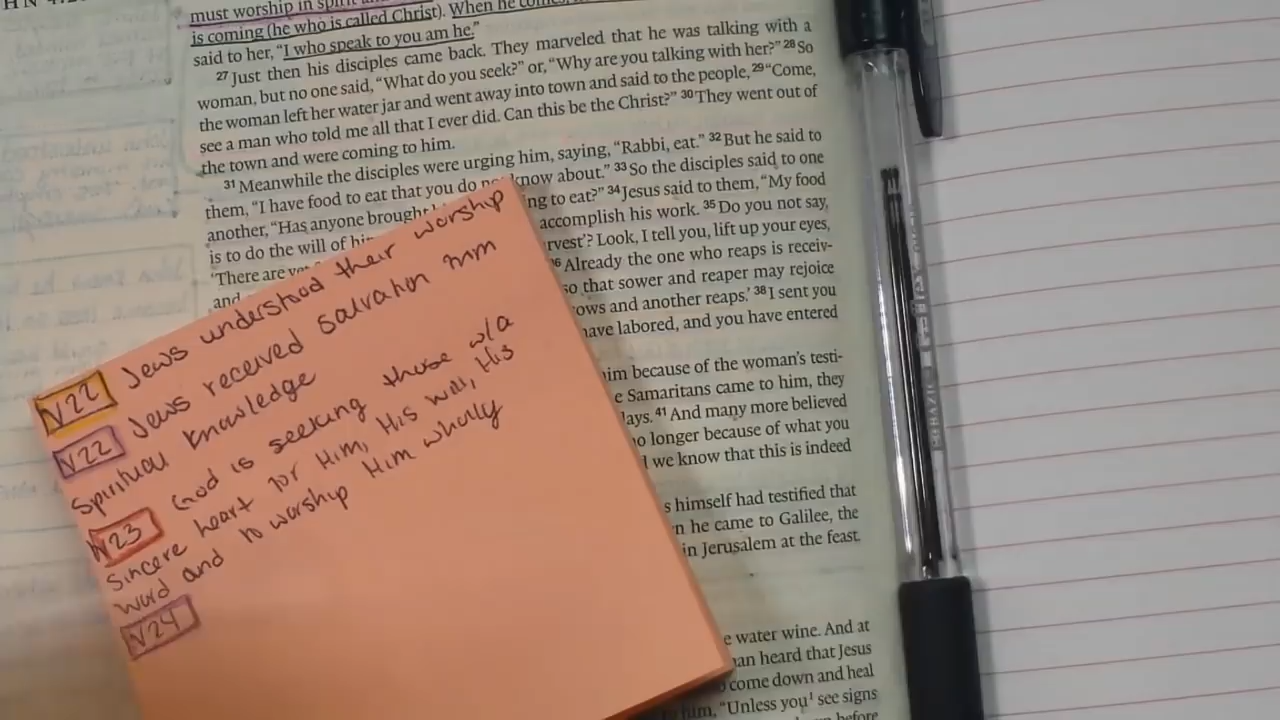 must worship in spirit
is coming (he who is called Christ). When he comes,
said to her, “I who speak to you am he.”
27 Just then his disciples came back. They marveled that he was talking with a
woman, but no one said, “What do you seek?” or, “Why are you talking with her?” 28 So
the woman left her water jar and went away into town and said to the people, 29 “Come,
see a man who told me all that I ever did. Can this be the Christ?” 30 They went out of
the town and were coming to him.
31 Meanwhile the disciples were urging him, saying, “Rabbi, eat.” 32 But he said to
them, “I have food to eat that you do know about.” 33 So the disciples said to one
another, “Has anyone brought ing to eat?” 34 Jesus said to them, “My food
is to do the will of accomplish his work. 35 Do you not say,
‘There are rvest’? Look, I tell you, lift up your eyes,
and Already the one who reaps is receiv-
so that sower and reaper may rejoice
ows and another reaps.’ 38 I sent you
have labored, and you have entered
im because of the woman’s testi-
e Samaritans came to him, they
days. 41 And many more believed
no longer because of what you
we know that this is indeed
s himself had testified that
n he came to Galilee, the
in Jerusalem at the feast.
e water wine. And at
an heard that Jesus
come down and heal
him, “Unless you see signs
before
V22 Jews understood their worship
V22 Jews received salvation
Spiritual knowledge
V23 God is seeking those w/a
sincere heart for Him, His will, His
word and to worship Him wholly
V24